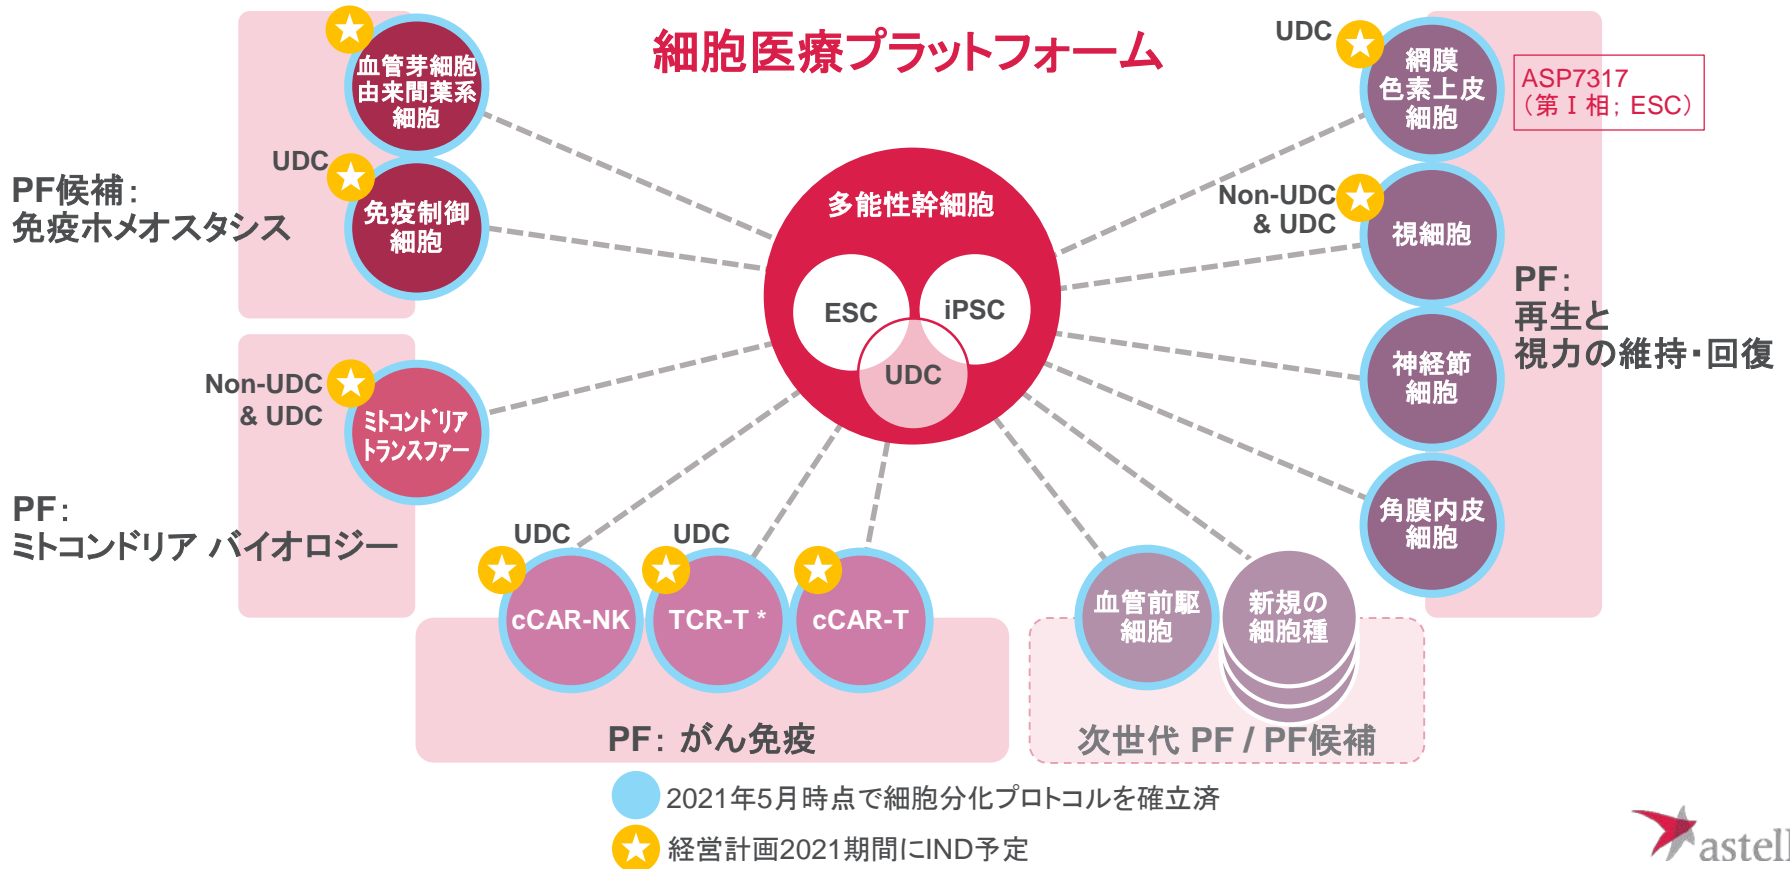 細胞医療プラットフォーム
血管芽細胞
由来間葉系
細胞
UDC
免疫制御
細胞
PF候補：
免疫ホメオスタシス
Non-UDC
& UDC
ミトコンドリア
トランスファー
PF：
ミトコンドリア バイオロジー
多能性幹細胞
ESC
iPSC
UDC
UDC
網膜
色素上皮
細胞
ASP7317
（第Ⅰ相; ESC）
Non-UDC
& UDC
視細胞
神経節
細胞
角膜内皮
細胞
PF：
再生と
視力の維持・回復
UDC
cCAR-NK
UDC
TCR-T *
cCAR-T
PF： がん免疫
血管前駆
細胞
新規の
細胞種
次世代 PF / PF候補
2021年5月時点で細胞分化プロトコルを確立済
経営計画2021期間にIND予定